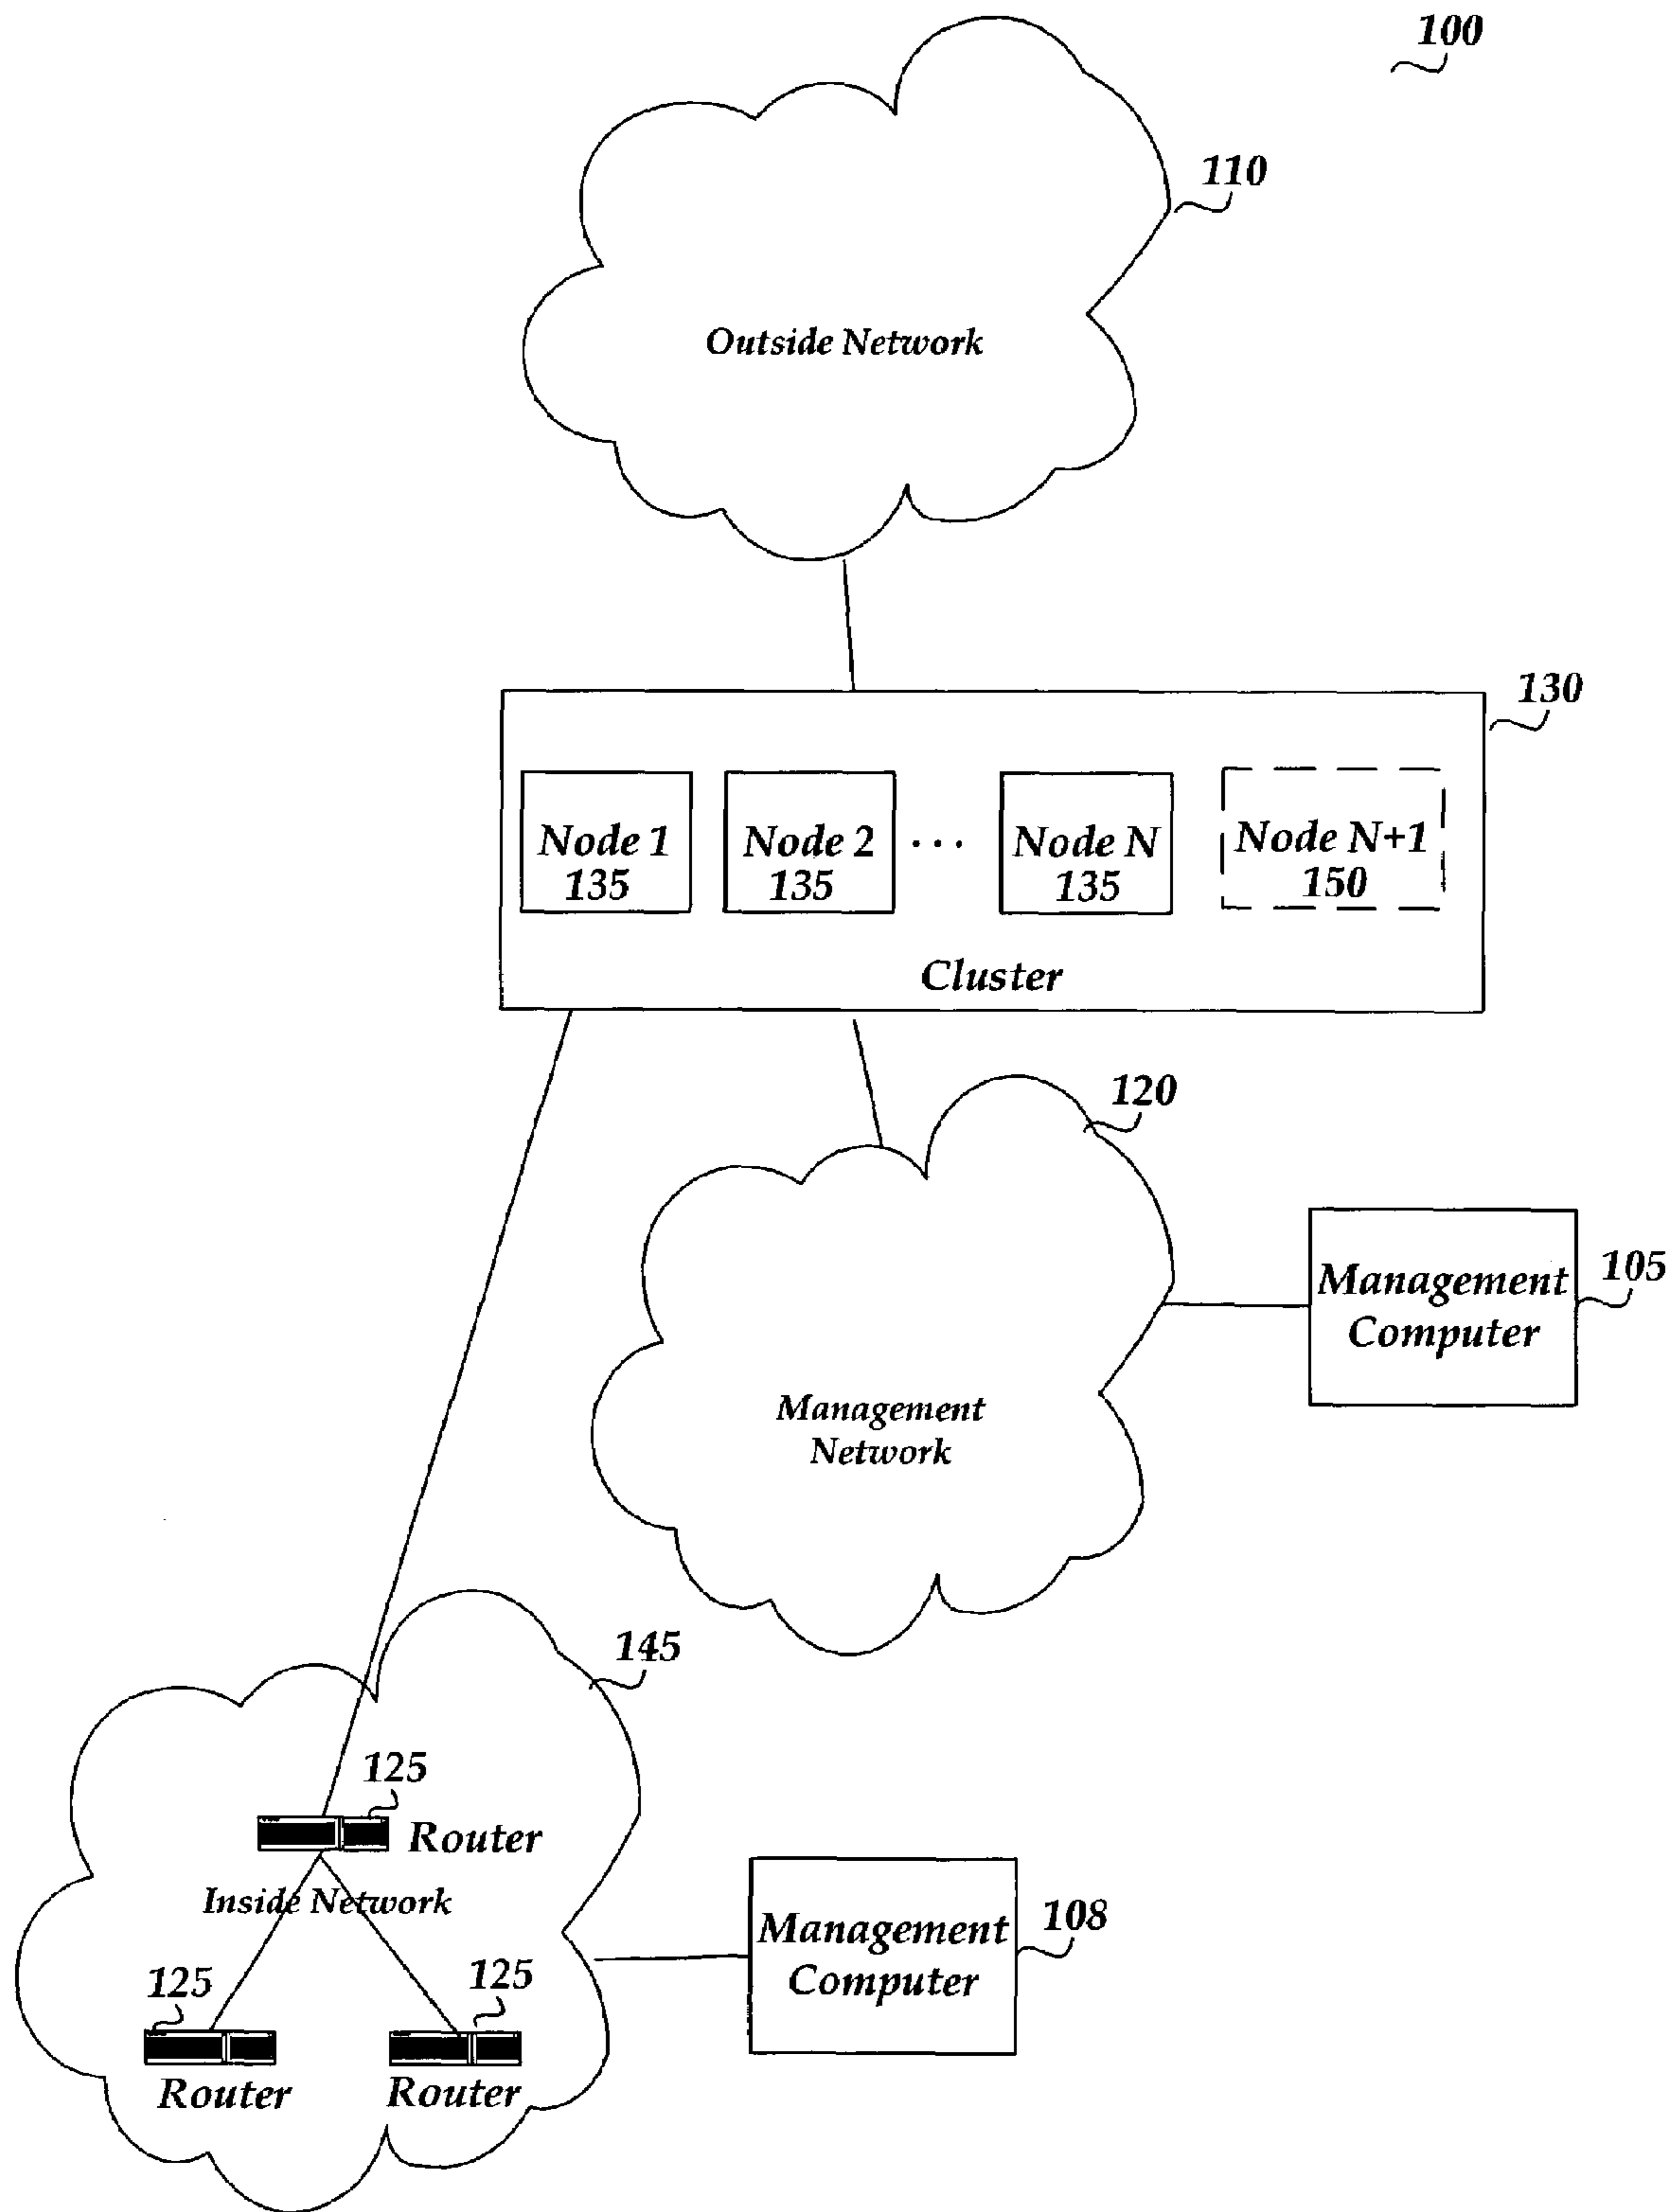 100
110
Outside Network
130
Node 1
135
Node 2
135
...
Node N
135
Node N+1
150
Cluster
120
Management
Network
Management
Computer
105
145
125
Router
Inside Network
125
Router
125
Router
Management
Computer
108